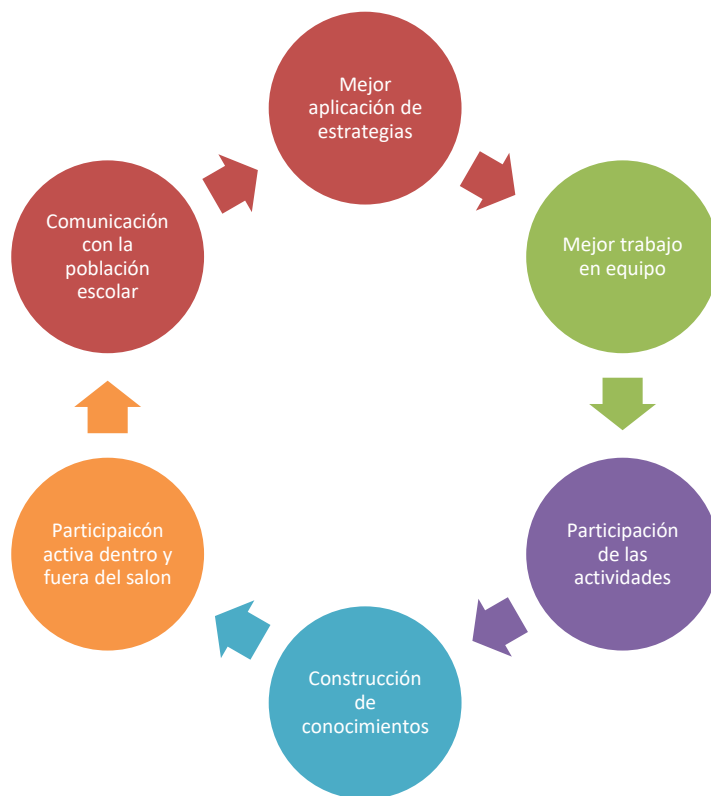 Mejor
aplicación de
estrategias
Mejor trabajo
en equipo
Participación
de las
actividades
Construcción
de
conocimientos
Participaicón
activa dentro y
fuera del salon
Comunicación
con la
población
escolar